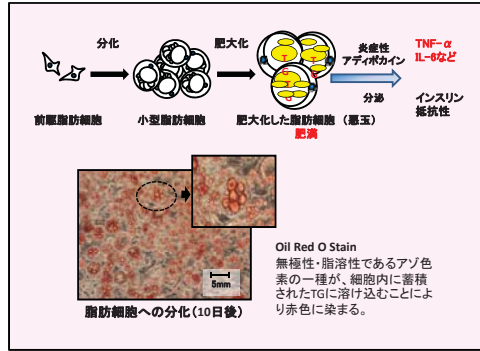 分化
肥大化
炎症性
アディポカイン
TNF-α
IL-6など
分泌
インスリン
抵抗性
前駆脂肪細胞
小型脂肪細胞
肥大化した脂肪細胞（悪玉）
肥満
Oil Red O Stain
無極性・脂溶性であるアゾ色
素の一種が、細胞内に蓄積
されたTGに溶け込むことによ
り赤色に染まる。
5mm
脂肪細胞への分化（10日後）